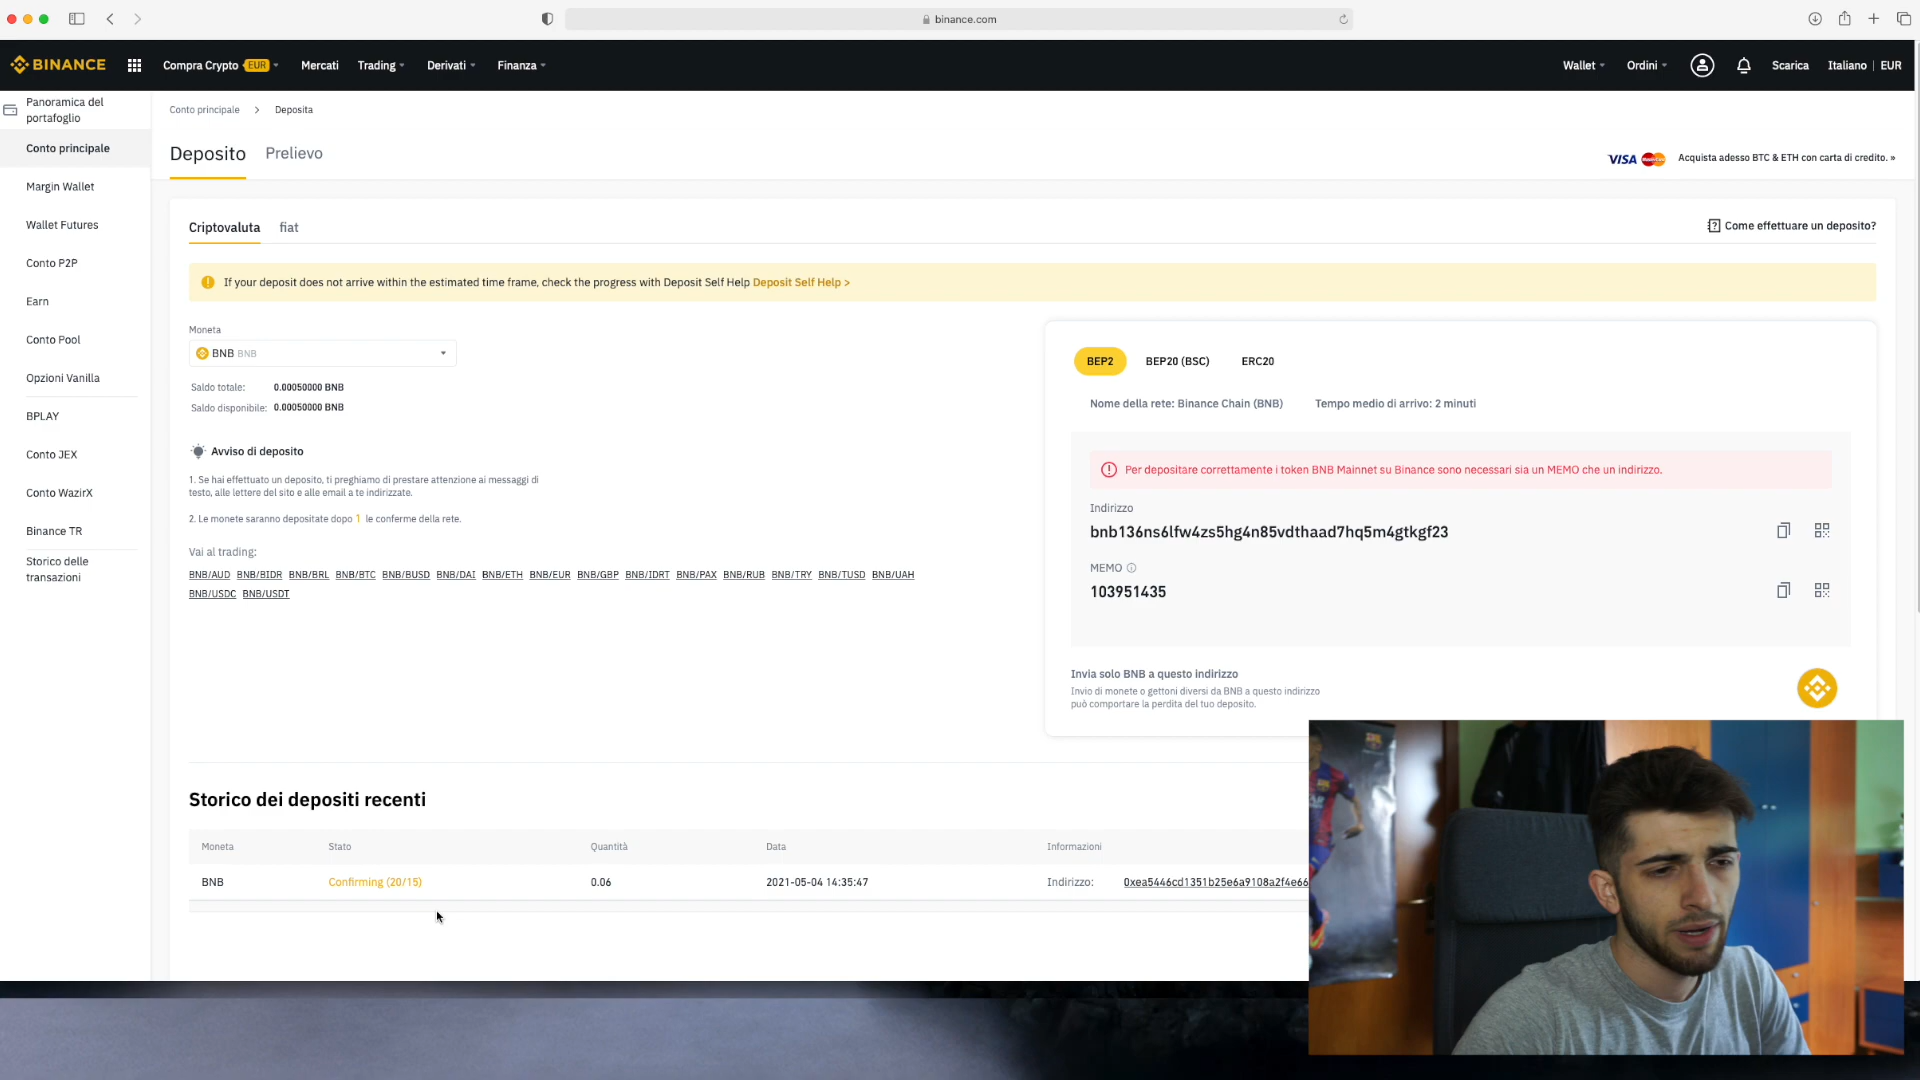 binance.com
BINANCE
Compra Crypto EUR
Mercati
Trading
Derivati
Finanza
Wallet
Ordini
Scarica
Italiano | EUR
Panoramica del
portafoglio
Conto principale
Margin Wallet
Wallet Futures
Conto P2P
Earn
Conto Pool
Opzioni Vanilla
BPLAY
Conto JEX
Conto WazirX
Binance TR
Storico delle
transazioni
Conto principale > Deposita
Deposito
Prelievo
VISA
Acquista adesso BTC & ETH con carta di credito. »
Criptovaluta
fiat
Come effettuare un deposito?
If your deposit does not arrive within the estimated time frame, check the progress with Deposit Self Help Deposit Self Help >
Moneta
BNB BNB
Saldo totale: 0.00050000 BNB
Saldo disponibile: 0.00050000 BNB
Avviso di deposito
1. Se hai effettuato un deposito, ti preghiamo di prestare attenzione ai messaggi di
testo, alle lettere del sito e alle email a te indirizzate.
2. Le monete saranno depositate dopo 1 le conferme della rete.
Vai al trading:
BNB/AUD BNB/BIDR BNB/BRL BNB/BTC BNB/BUSD BNB/DAI BNB/ETH BNB/EUR BNB/GBP BNB/IDRT BNB/PAX BNB/RUB BNB/TRY BNB/TUSD BNB/UAH
BNB/USDC BNB/USDT
BEP2
BEP20 (BSC)
ERC20
Nome della rete: Binance Chain (BNB)
Tempo medio di arrivo: 2 minuti
Per depositare correttamente i token BNB Mainnet su Binance sono necessari sia un MEMO che un indirizzo.
Indirizzo
bnb136ns6lfw4zs5hg4n85vdthaad7hq5m4gtkgf23
MEMO
103951435
Invia solo BNB a questo indirizzo
Invio di monete o gettoni diversi da BNB a questo indirizzo
può comportare la perdita del tuo deposito.
Storico dei depositi recenti
Moneta Stato Quantità Data Informazioni
BNB Confirming (20/15) 0.06 2021-05-04 14:35:47 Indirizzo: 0xea5446cd1351b25e6a9108a2f4e66